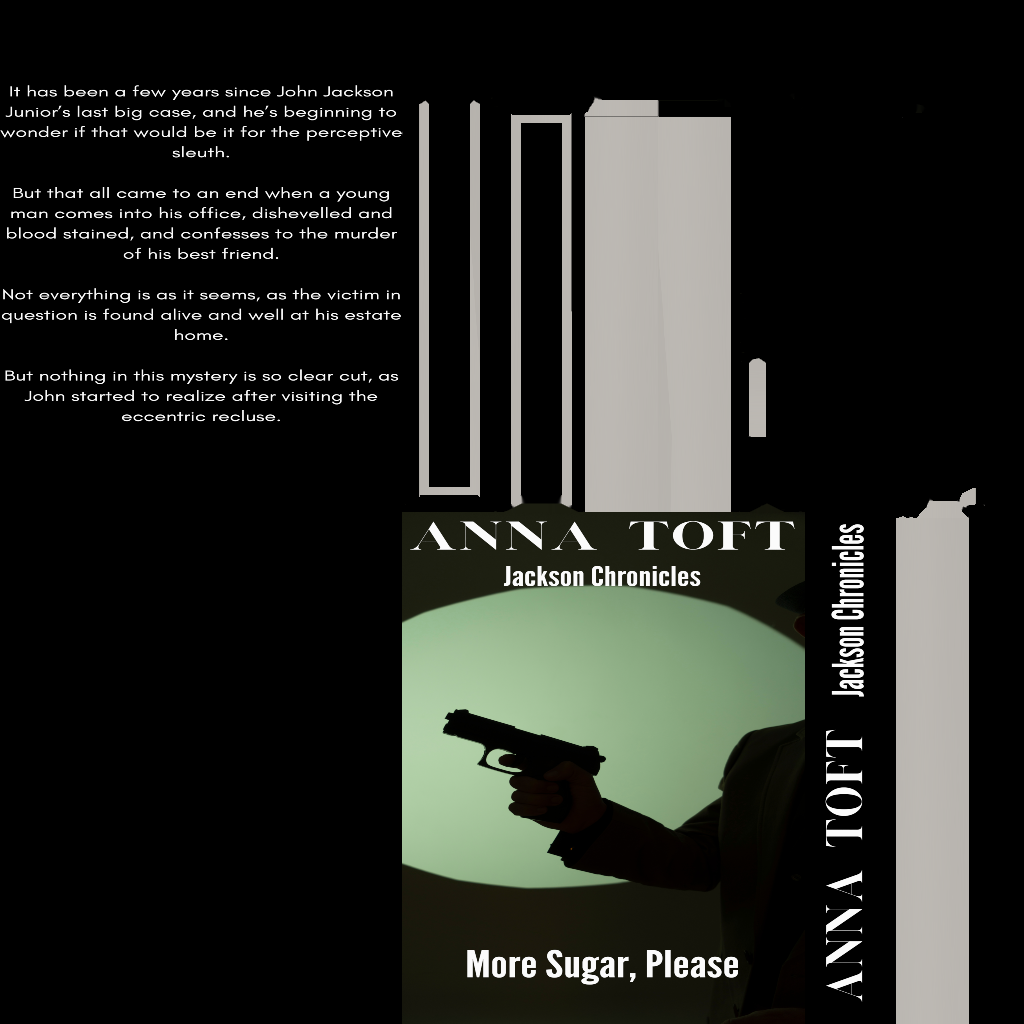 It has been a few years since John Jackson
Junior's last big case, and he's beginning to
wonder if that would be it for the perceptive
sleuth.
But that all came to an end when a young
man comes into his office, dishevelled and
blood stained, and confesses to the murder
of his best friend.
Not everything is as it seems, as the victim in
question is found alive and well at his estate
home.
But nothing in this mystery is so clear cut, as
John started to realize after visiting the
eccentric recluse.
ANNA TOFT
Jackson Chronicles
More Sugar, Please
ANNA TOFT Jackson Chronicles